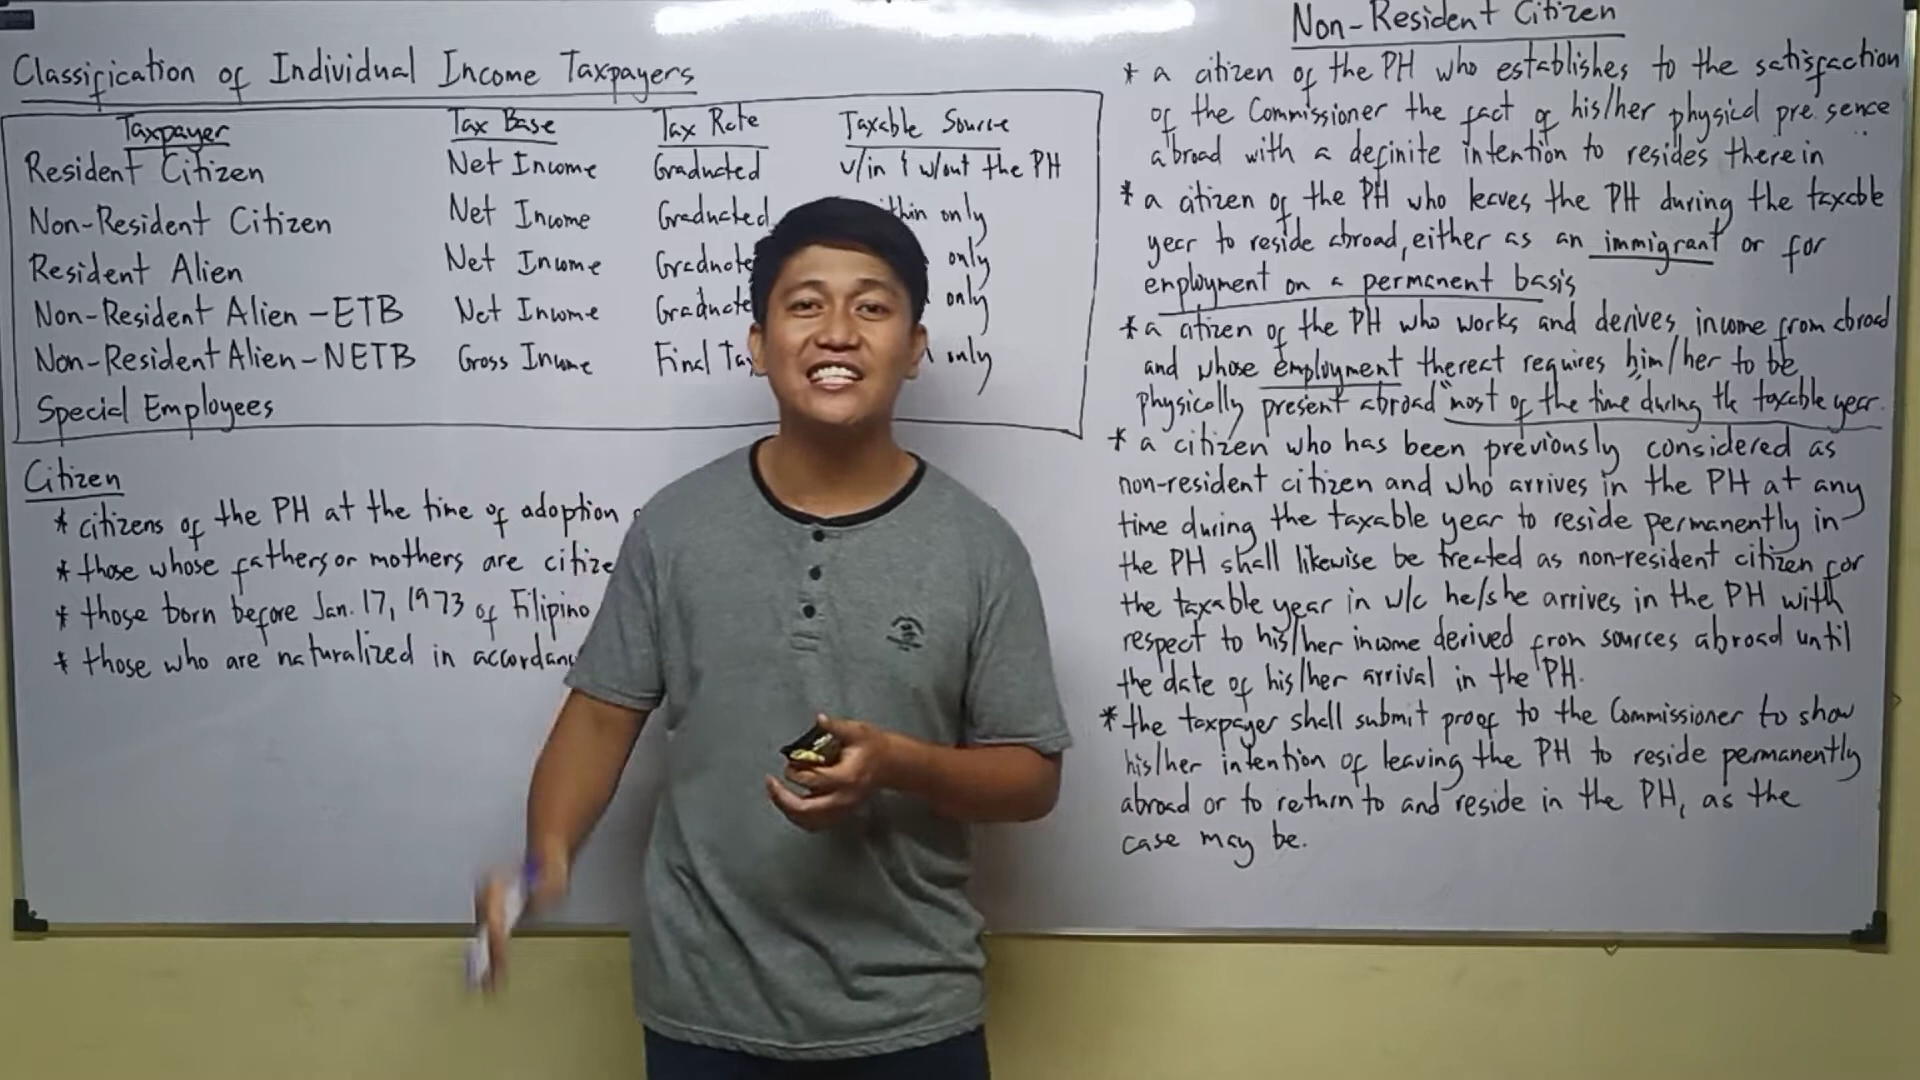 Classification of Individual Income Taxpayers
Taxpayer Tax Base Tax Rate Taxable Source
Resident Citizen Net Income Graduated w/in & w/out the PH
Non-Resident Citizen Net Income Graduated only
Resident Alien Net Income only
Non-Resident Alien - ETB Net Income only
Non-Resident Alien - NETB Gross Income Final only
Special Employees
Citizen
* citizens of the PH at the time of adoption
* those whose fathers or mothers are
* those born before Jan. 17, 1973 of Filipino
* those who are naturalized in
Non-Resident Citizen
* a citizen of the PH who establishes to the satisfaction
of the Commissioner the fact of his/her physical presence
abroad with a definite intention to resides therein
* a citizen of the PH who leaves the PH during the taxable
year to reside abroad, either as an immigrant or for
employment on a permanent basis
* a citizen of the PH who works and derives income from abroad
and whose employment thereat requires him/her to be
physically present abroad "most of the time" during the taxable year.
* a citizen who has been previously considered as
non-resident citizen and who arrives in the PH at any
time during the taxable year to reside permanently in
the PH shall likewise be treated as non-resident citizen for
the taxable year in w/c he/she arrives in the PH with
respect to his/her income derived from sources abroad until
the date of his/her arrival in the PH.
* the taxpayer shall submit proof to the Commissioner to show
his/her intention of leaving the PH to reside permanently
abroad or to return to and reside in the PH, as the
case may be.